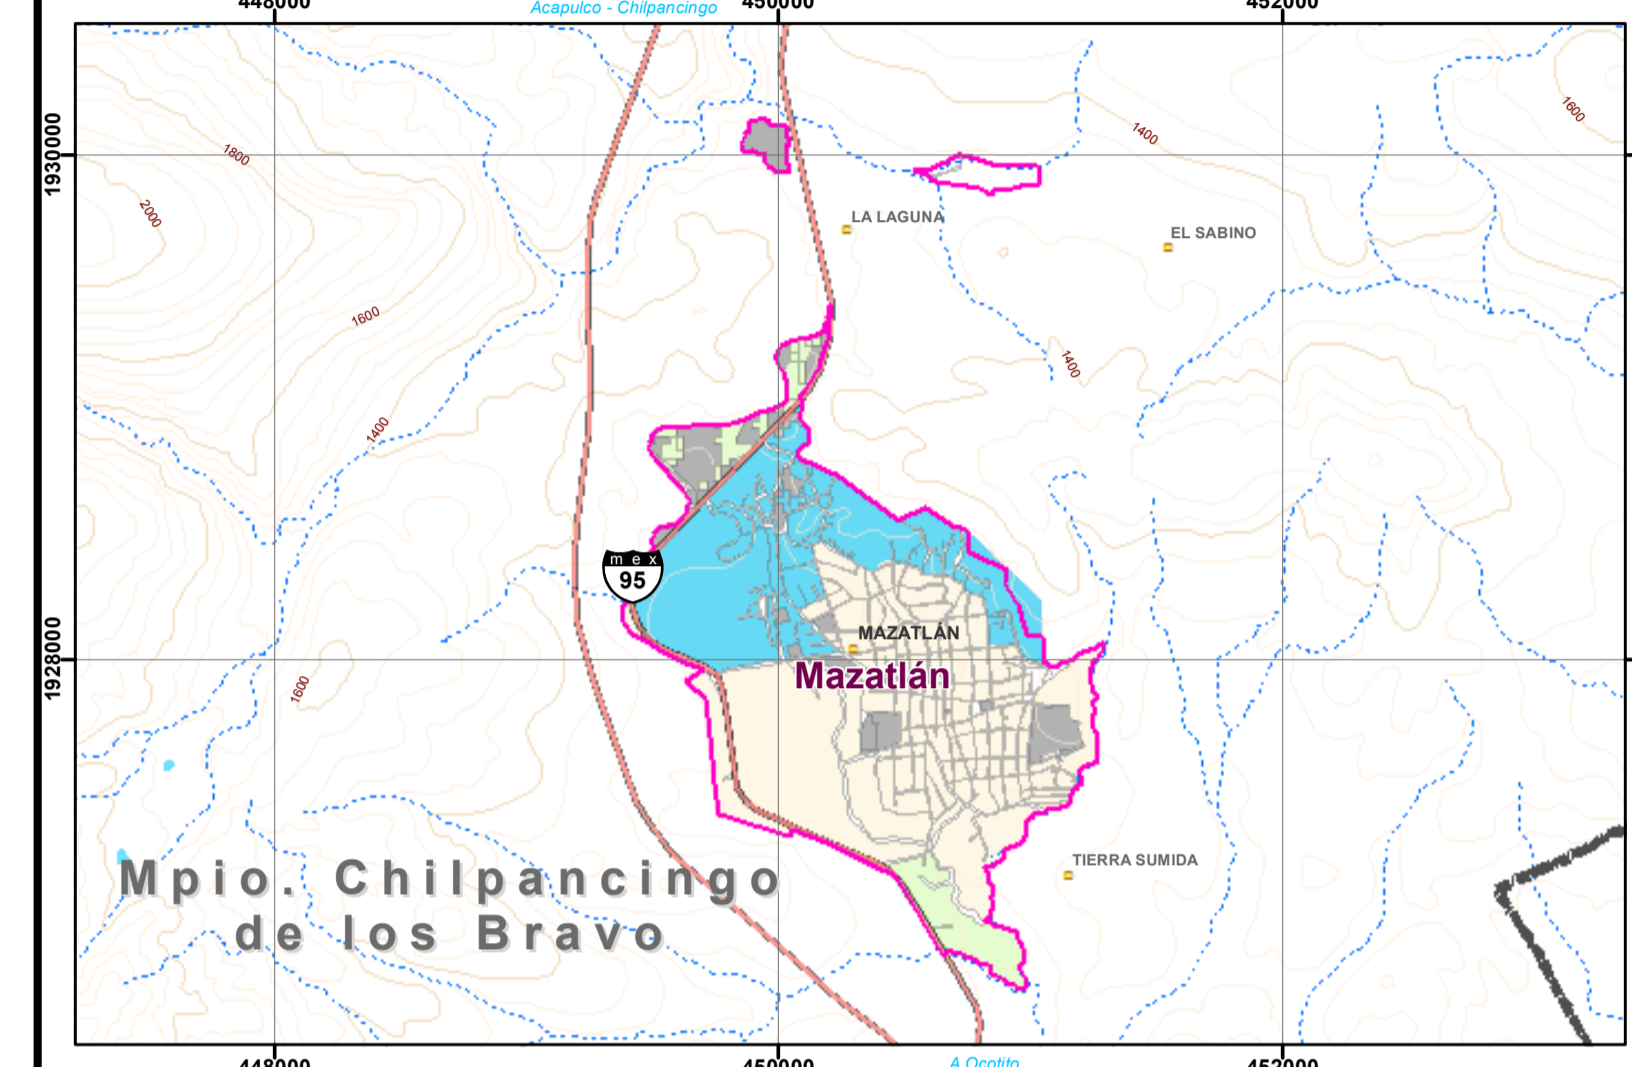 448000
Acapulco - Chilpancingo
450000
452000
1930000
1800
2000
1600
1400
1600
1400
1600
1400
LA LAGUNA
EL SABINO
mex
95
1928000
MAZATLÁN
Mazatlán
TIERRA SUMIDA
Mpio. Chilpancingo
de los Bravo
448000
450000
A Ocotito
452000